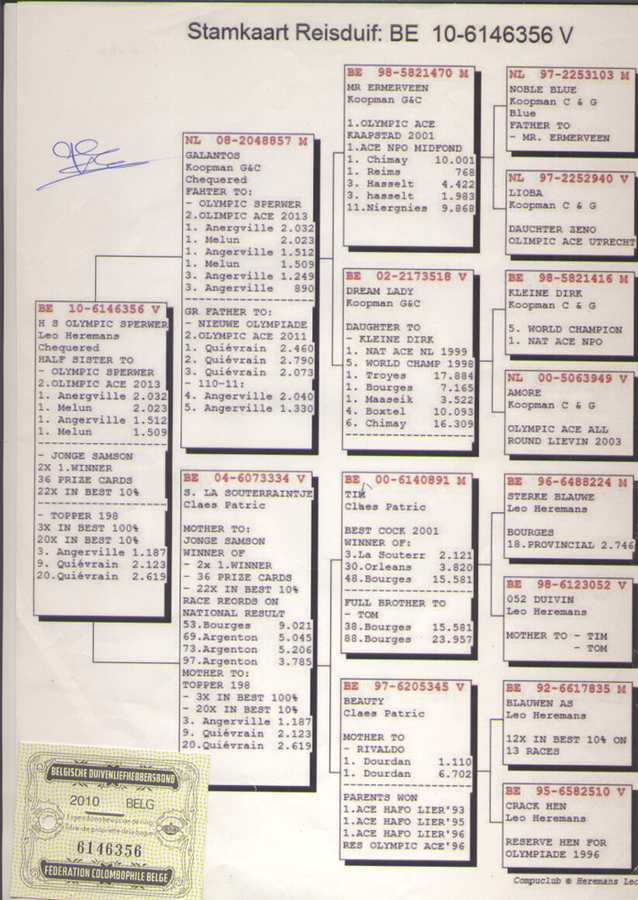 Stamkaart Reisduif: BE 10-6146356 V
BE 10-6146356 V
H S OLYMPIC SPERWER
Leo Heremans
Chequered
HALF SISTER TO
- OLYMPIC SPERWER
2.OLIMPIC ACE 2013
1. Anergville 2.032
1. Melun 2.023
1. Angerville 1.512
1. Melun 1.509
- JONGE SAMSON
2X 1.WINNER
36 PRIZE CARDS
22X IN BEST 10%
- TOPPER 198
3X IN BEST 100%
20X IN BEST 10%
3. Angerville 1.187
9. Quiévrain 2.123
20.Quiévrain 2.619
NL 08-2048857 M
GALANTOS
Koopman G&C
Chequered
FAHTER TO:
- OLYMPIC SPERWER
2.OLIMPIC ACE 2013
1. Anergville 2.032
1. Melun 2.023
1. Angerville 1.512
1. Melun 1.509
3. Angerville 1.249
3. Angerville 890
GR FATHER TO:
- NIEUWE OLYMPIADE
2.OLYMPIC ACE 2011
1. Quiévrain 2.460
2. Quiévrain 2.790
3. Quiévrain 2.073
- 110-11:
4. Angerville 2.040
5. Angerville 1.330
BE 04-6073334 V
S. LA SOUTERRAINTJE
Claes Patric
MOTHER TO:
JONGE SAMSON
WINNER OF
- 2x 1.WINNER
- 36 PRIZE CARDS
- 22X IN BEST 10%
RACE REORDS ON
NATIONAL RESULT
53.Bourges 9.021
69.Argenton 5.045
73.Argenton 5.206
97.Argenton 3.785
MOTHER TO:
TOPPER 198
- 3X IN BEST 100%
- 20X IN BEST 10%
3. Angerville 1.187
9. Quiévrain 2.123
20.Quiévrain 2.619
BE 98-5821470 M
MR ERMERVEEN
Koopman G&C
1.OLYMPIC ACE
KAAPSTAD 2001
1.ACE NPO MIDFOND
1. Chimay 10.001
1. Reims 768
3. Hasselt 4.422
3. hasselt 1.983
11.Niergnies 9.868
BE 02-2173518 V
DREAM LADY
Koopman G&C
DAUGHTER TO
- KLEINE DIRK
1. NAT ACE NL 1999
5. WORLD CHAMP 1998
1. Troyes 17.884
1. Bourges 7.165
1. Maaseik 3.522
4. Boxtel 10.093
6. Chimay 16.309
BE 00-6140891 M
TIM
Claes Patric
BEST COCK 2001
WINNER OF:
3.La Souterr 2.121
30.Orleans 3.820
48.Bourges 15.581
FULL BROTHER TO
- TOM
38.Bourges 15.581
88.Bourges 23.957
BE 97-6205345 V
BEAUTY
Claes Patric
MOTHER TO
- RIVALDO
1. Dourdan 1.110
1. Dourdan 6.702
PARENTS WON
1.ACE HAFO LIER'93
1.ACE HAFO LIER'95
1.ACE HAFO LIER'96
RES OLYMPIC ACE'96
NL 97-2253103 M
NOBLE BLUE
Koopman C & G
Blue
FATHER TO
- MR. ERMERVEEN
NL 97-2252940 V
LIOBA
Koopman C & G
DAUCHTER ZENO
OLIMPIC ACE UTRECHT
BE 98-5821416 M
KLEINE DIRK
Koopman C & G
5. WORLD CHAMPION
1. NAT ACE NPO
NL 00-5063949 V
AMORE
Koopman C & G
OLYMPIC ACE ALL
ROUND LIEVIN 2003
BE 96-6488224 M
STERKE BLAUWE
Leo Heremans
BOURGES
18.PROVINCIAL 2.746
BE 98-6123052 V
052 DUIVIN
Leo Heremans
MOTHER TO - TIM
- TOM
BE 92-6617835 M
BLAUWEN AS
Leo Heremans
12X IN BEST 10% ON
13 RACES
BE 95-6582510 V
CRACK HEN
Leo Heremans
RESERVE HEN FOR
OLYMPIADE 1996
BELGISCHE DUIVENLIEFHEBBERSBOND
2010 BELG
Eigendomsbewijs van de ring
Titre de propriété de la bague
6146356
FÉDÉRATION COLOMBOPHILE BELGE
Compuclub © Heremans Leo